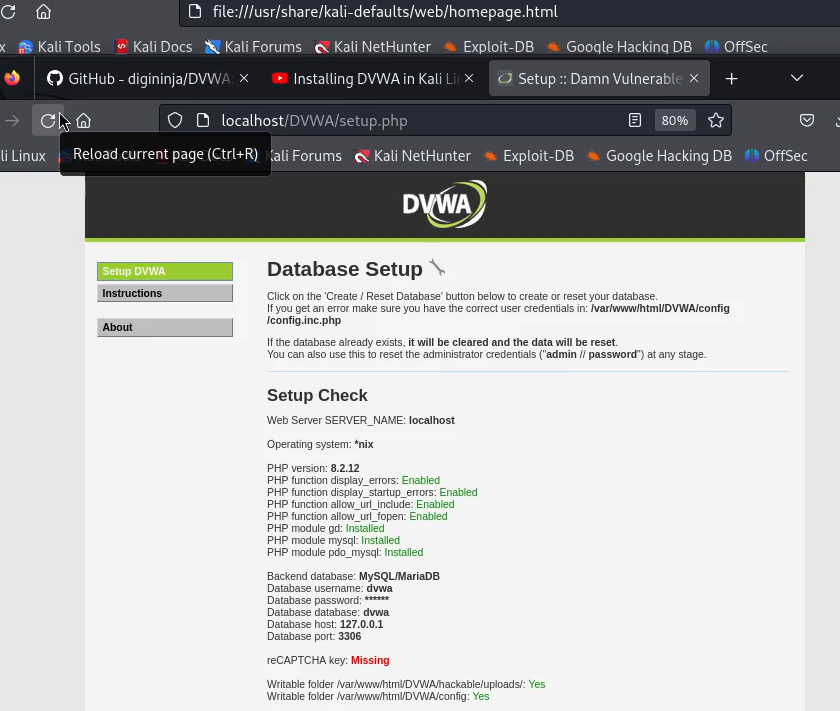 file:///usr/share/kali-defaults/web/homepage.html
x Kali Tools Kali Docs Kali Forums Kali NetHunter Exploit-DB Google Hacking DB OffSec
GitHub - digininja/DVWA: Installing DVWA in Kali Li Setup :: Damn Vulnerable
localhost/DVWA/setup.php 80%
li Linux Kali Forums Kali NetHunter Exploit-DB Google Hacking DB OffSec
Reload current page (Ctrl+R)
DVWA
Setup DVWA
Instructions
About
Database Setup
Click on the 'Create / Reset Database' button below to create or reset your database.
If you get an error make sure you have the correct user credentials in: /var/www/html/DVWA/config
/config.inc.php
If the database already exists, it will be cleared and the data will be reset.
You can also use this to reset the administrator credentials ("admin // password") at any stage.
Setup Check
Web Server SERVER_NAME: localhost
Operating system: *nix
PHP version: 8.2.12
PHP function display_errors: Enabled
PHP function display_startup_errors: Enabled
PHP function allow_url_include: Enabled
PHP function allow_url_fopen: Enabled
PHP module gd: Installed
PHP module mysql: Installed
PHP module pdo_mysql: Installed
Backend database: MySQL/MariaDB
Database username: dvwa
Database password: ******
Database database: dvwa
Database host: 127.0.0.1
Database port: 3306
reCAPTCHA key: Missing
Writable folder /var/www/html/DVWA/hackable/uploads/: Yes
Writable folder /var/www/html/DVWA/config: Yes